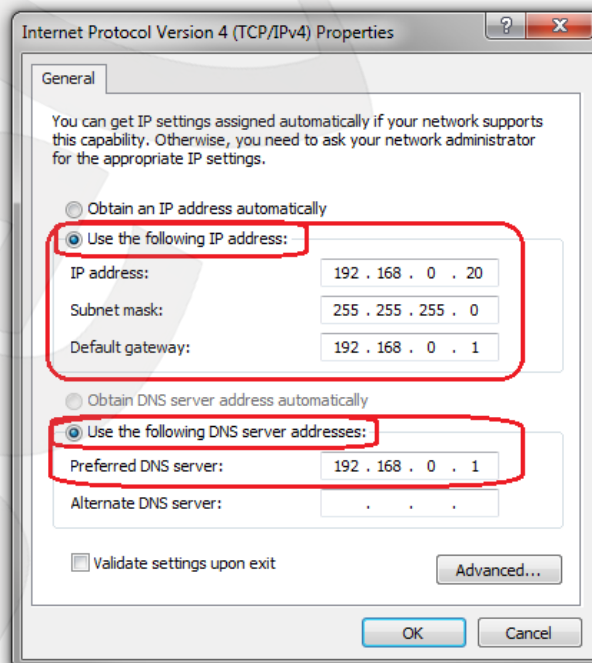 Internet Protocol Version 4 (TCP/IPv4) Properties
General
You can get IP settings assigned automatically if your network supports
this capability. Otherwise, you need to ask your network administrator
for the appropriate IP settings.
Obtain an IP address automatically
Use the following IP address:
IP address: 192 . 168 . 0 . 20
Subnet mask: 255 . 255 . 255 . 0
Default gateway: 192 . 168 . 0 . 1
Obtain DNS server address automatically
Use the following DNS server addresses:
Preferred DNS server: 192 . 168 . 0 . 1
Alternate DNS server: . . .
Validate settings upon exit
Advanced...
OK Cancel